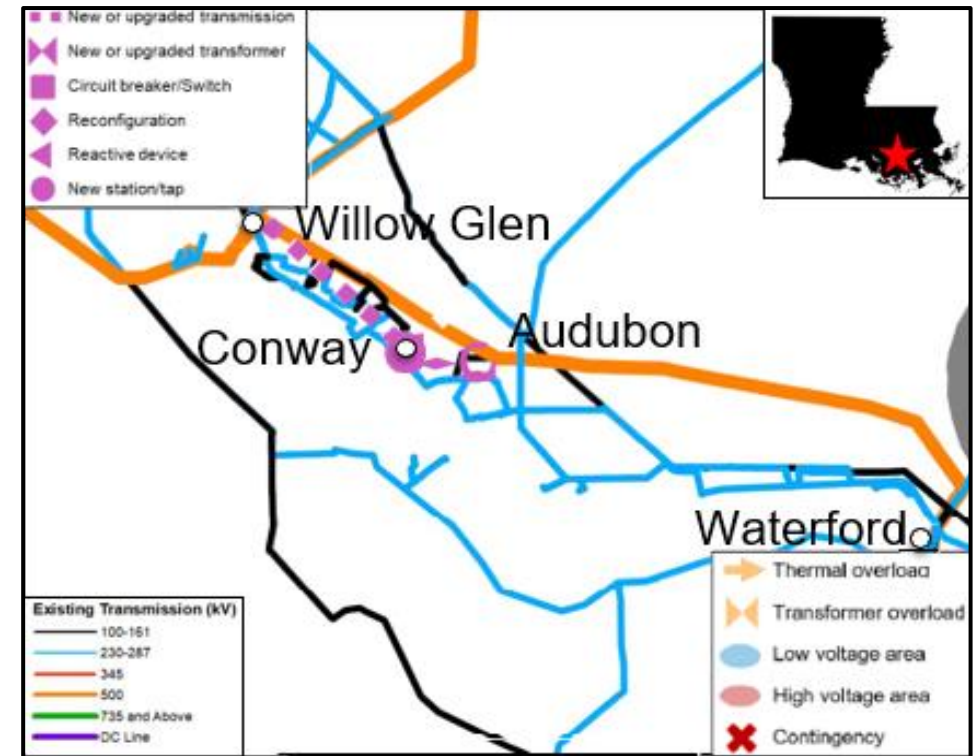 New or upgraded transmission
New or upgraded transformer
Circuit breaker/Switch
Reconfiguration
Reactive device
New station/tap
Willow Glen
Conway
Audubon
Waterford
Existing Transmission (kV)
100-161
230-287
345
500
735 and Above
DC Line
Thermal overload
Transformer overload
Low voltage area
High voltage area
Contingency